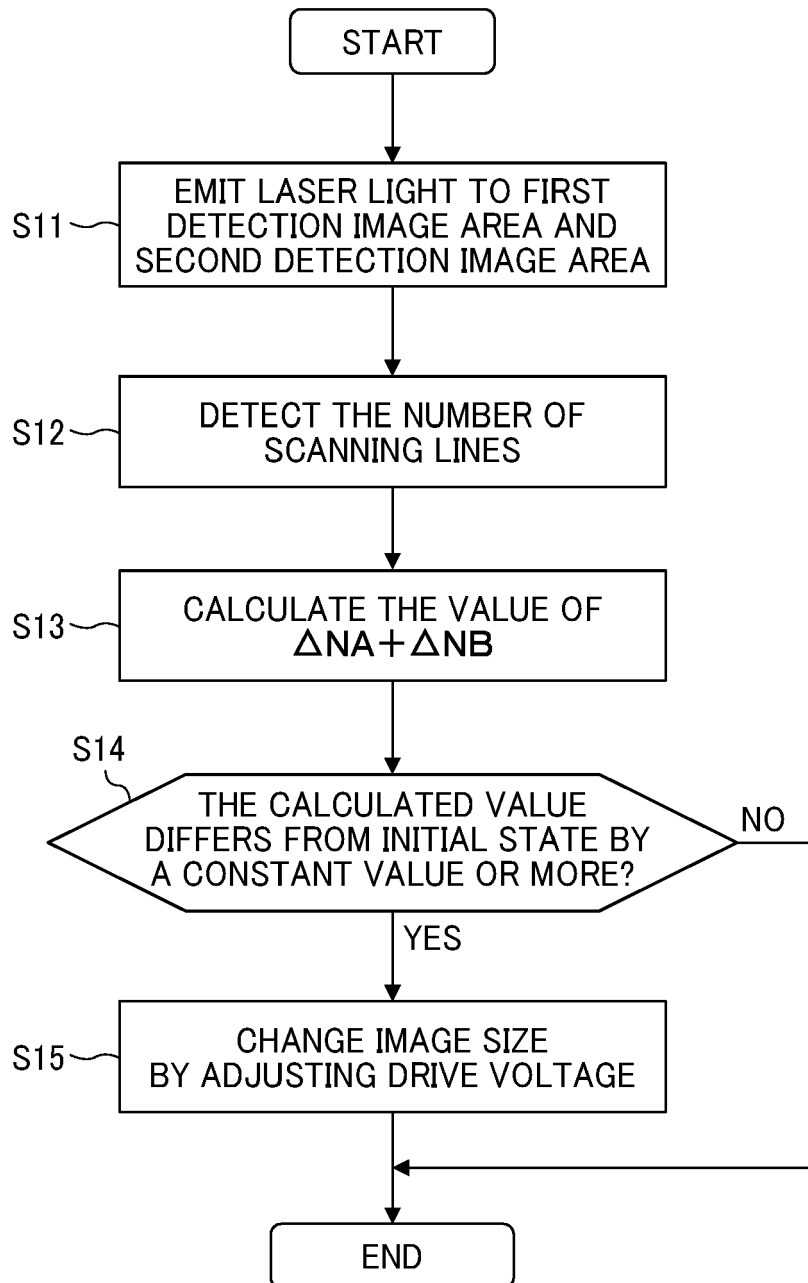 START
S11
EMIT LASER LIGHT TO FIRST
DETECTION IMAGE AREA AND
SECOND DETECTION IMAGE AREA
S12
DETECT THE NUMBER OF
SCANNING LINES
S13
CALCULATE THE VALUE OF
△NA+△NB
S14
THE CALCULATED VALUE
DIFFERS FROM INITIAL STATE BY
A CONSTANT VALUE OR MORE?
NO
YES
S15
CHANGE IMAGE SIZE
BY ADJUSTING DRIVE VOLTAGE
END